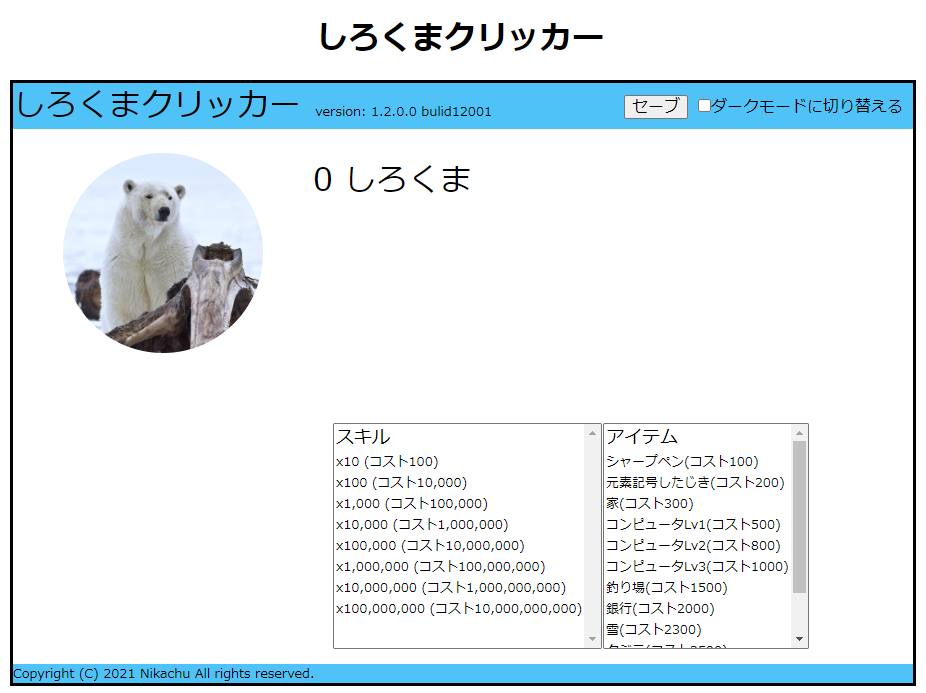 しろくまクリッカー
しろくまクリッカー version: 1.2.0.0 bulid12001 セーブ ダークモードに切り替える
0 しろくま
スキル
x10 (コスト100)
x100 (コスト10,000)
x1,000 (コスト100,000)
x10,000 (コスト1,000,000)
x100,000 (コスト10,000,000)
x1,000,000 (コスト100,000,000)
x10,000,000 (コスト1,000,000,000)
x100,000,000 (コスト10,000,000,000)
アイテム
シャープペン(コスト100)
元素記号したじき(コスト200)
家(コスト300)
コンピュータLv1(コスト500)
コンピュータLv2(コスト800)
コンピュータLv3(コスト1000)
釣り場(コスト1500)
銀行(コスト2000)
雪(コスト2300)
Copyright (C) 2021 Nikachu All rights reserved.